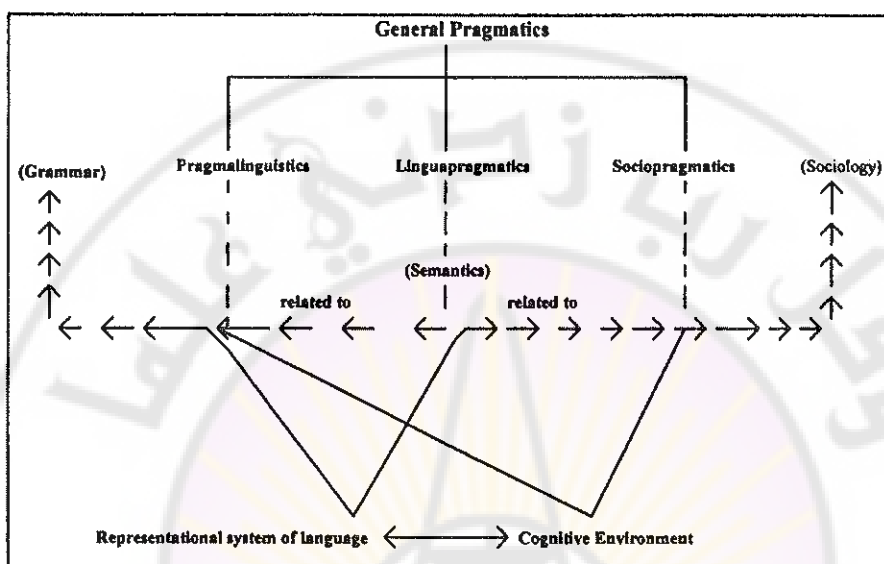 General Pragmatics
Pragmalinguistics Linguapragmatics Sociopragmatics
(Grammar) (Sociology)
(Semantics)
related to related to
Representational system of language Cognitive Environment